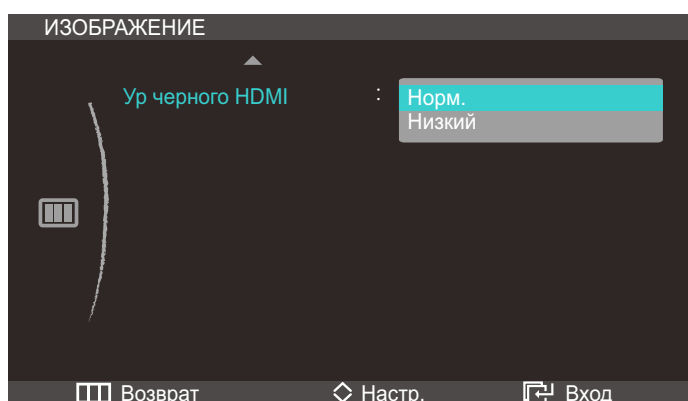 ИЗОБРАЖЕНИЕ
Ур черного HDMI : Норм.
Низкий
Возврат Настр. Вход